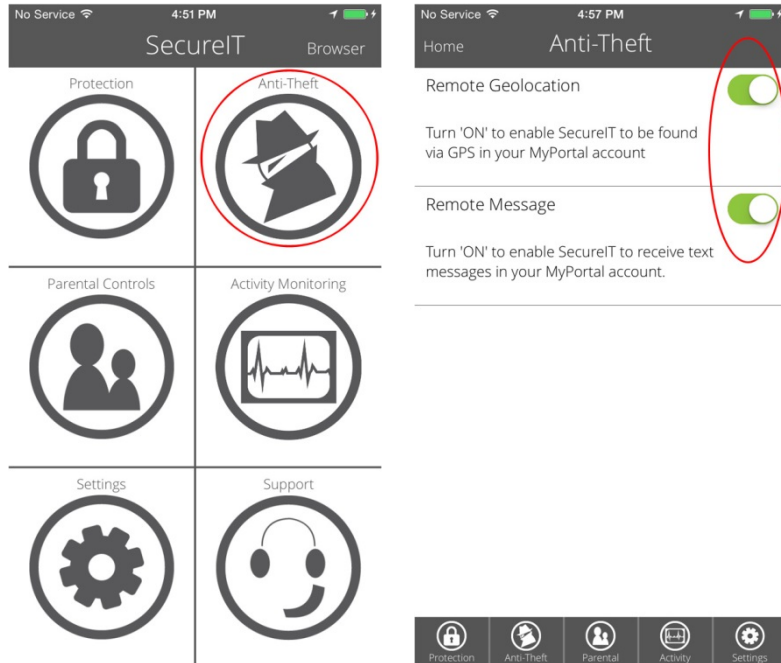 No Service 4:51 PM
SecureIT Browser
Protection Anti-Theft
Parental Controls Activity Monitoring
Settings Support
No Service 4:57 PM
Home Anti-Theft
Remote Geolocation
Turn 'ON' to enable SecureIT to be found
via GPS in your MyPortal account
Remote Message
Turn 'ON' to enable SecureIT to receive text
messages in your MyPortal account.
Protection Anti-Theft Parental Activity Settings